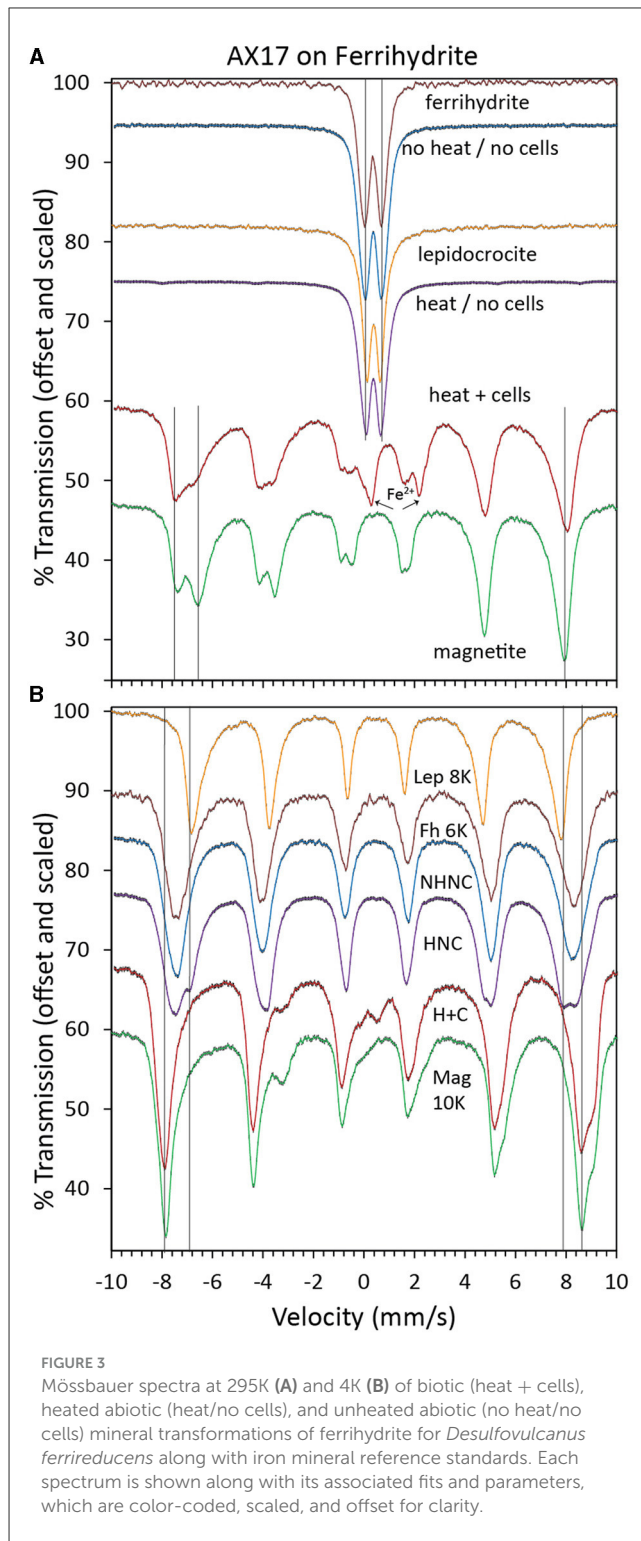 AX17 on Ferrihydrite
A
100
90
80
70
60
50
40
30
% Transmission (offset and scaled)
ferrihydrite
no heat / no cells
lepidocrocite
heat / no cells
heat + cells
Fe²⁺
magnetite
B
100
90
80
70
60
50
40
% Transmission (offset and scaled)
Lep 8K
Fh 6K
NHNC
HNC
H+C
Mag
10K
-10 -8 -6 -4 -2 0 2 4 6 8 10
Velocity (mm/s)
FIGURE 3
Mössbauer spectra at 295K (A) and 4K (B) of biotic (heat + cells),
heated abiotic (heat/no cells), and unheated abiotic (no heat/no
cells) mineral transformations of ferrihydrite for Desulfovulcanus
ferrireducens along with iron mineral reference standards. Each
spectrum is shown along with its associated fits and parameters,
which are color-coded, scaled, and offset for clarity.